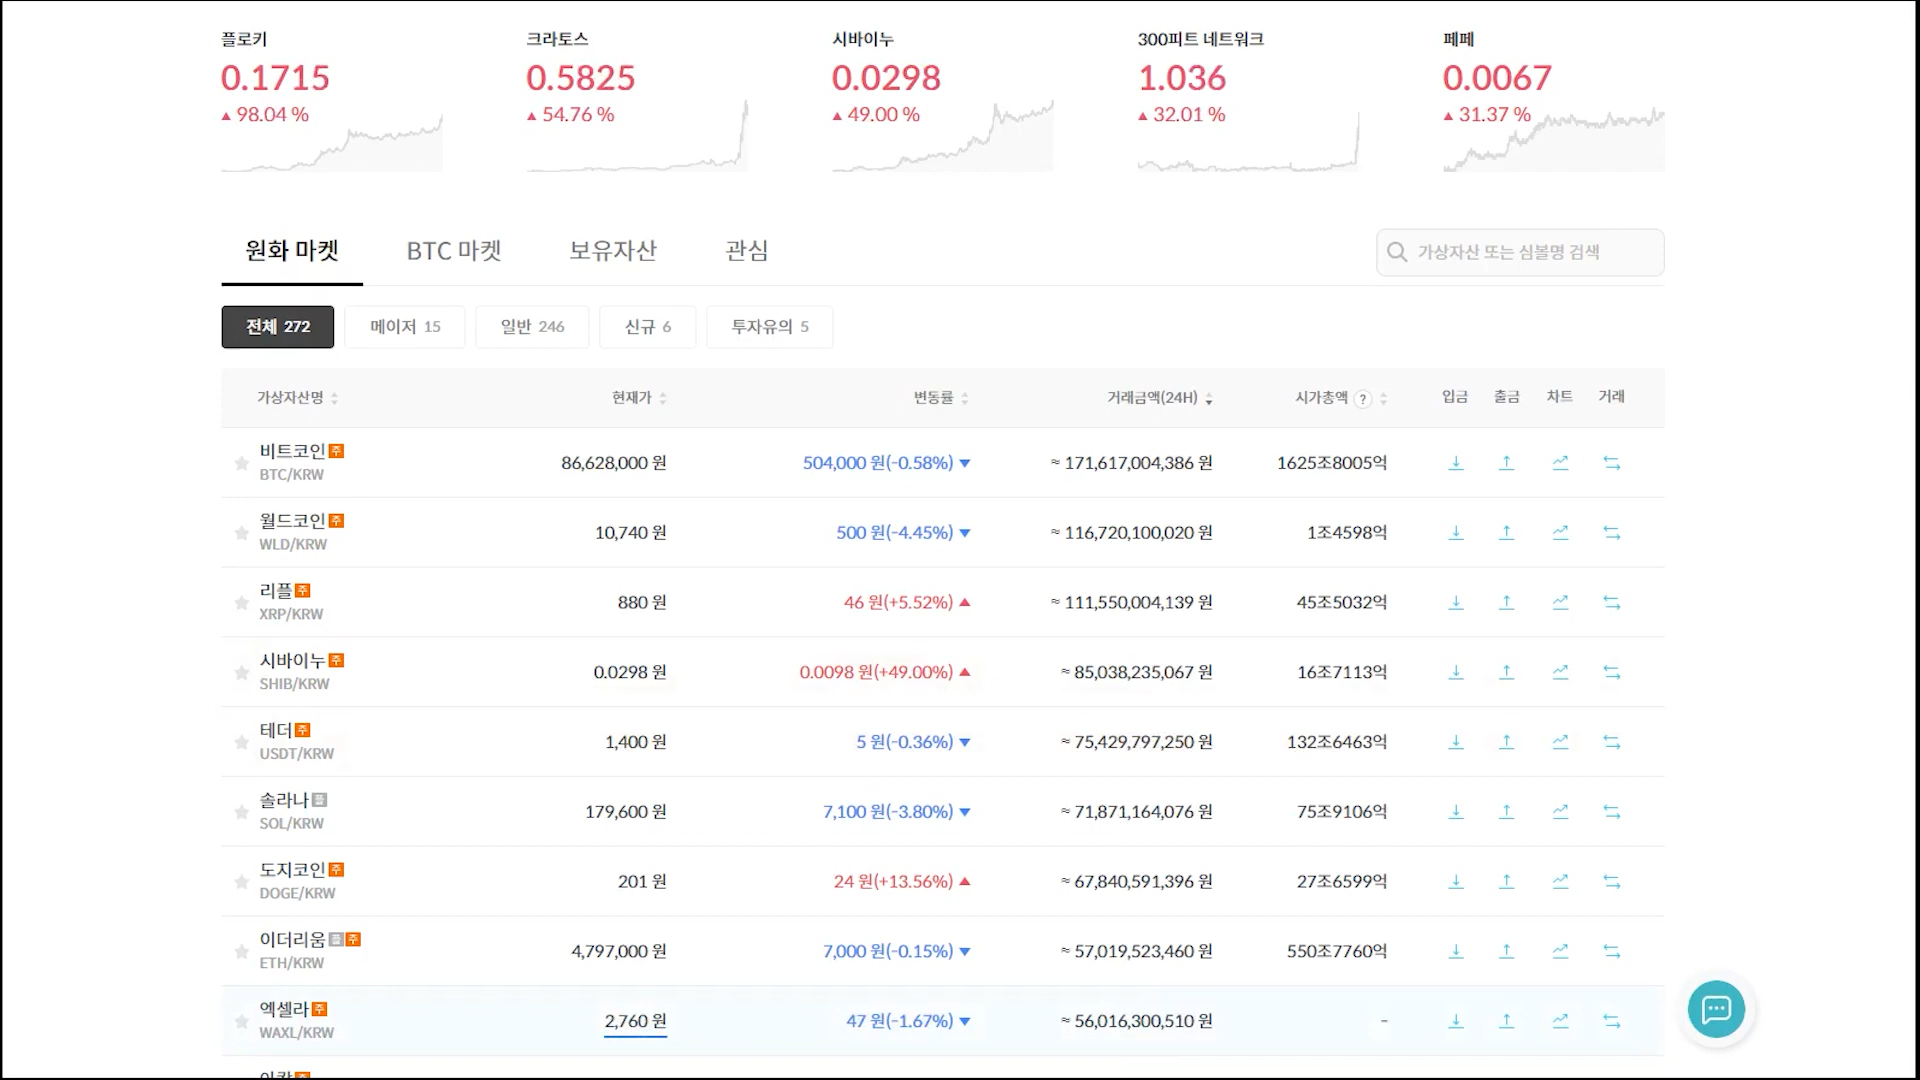 플로키 크라토스 시바이누 300피트 네트워크 페페
0.1715 0.5825 0.0298 1.036 0.0067
▲ 98.04 % ▲ 54.76 % ▲ 49.00 % ▲ 32.01 % ▲ 31.37 %
원화 마켓 BTC 마켓 보유자산 관심 가상자산 또는 심볼명 검색
전체 272 메이저 15 일반 246 신규 6 투자유의 5
가상자산명 현재가 변동률 거래금액(24H) 시가총액 ? 입금 출금 차트 거래
비트코인 주 86,628,000 원 504,000 원(-0.58%) ▼ ≈ 171,617,004,386 원 1625조8005억
BTC/KRW
월드코인 주 10,740 원 500 원(-4.45%) ▼ ≈ 116,720,100,020 원 1조4598억
WLD/KRW
리플 주 880 원 46 원(+5.52%) ▲ ≈ 111,550,004,139 원 45조5032억
XRP/KRW
시바이누 주 0.0298 원 0.0098 원(+49.00%) ▲ ≈ 85,038,235,067 원 16조7113억
SHIB/KRW
테더 주 1,400 원 5 원(-0.36%) ▼ ≈ 75,429,797,250 원 132조6463억
USDT/KRW
솔라나 플 179,600 원 7,100 원(-3.80%) ▼ ≈ 71,871,164,076 원 75조9106억
SOL/KRW
도지코인 주 201 원 24 원(+13.56%) ▲ ≈ 67,840,591,396 원 27조6599억
DOGE/KRW
이더리움 플 주 4,797,000 원 7,000 원(-0.15%) ▼ ≈ 57,019,523,460 원 550조7760억
ETH/KRW
엑셀라 주 2,760 원 47 원(-1.67%) ▼ ≈ 56,016,300,510 원 -
WAXL/KRW